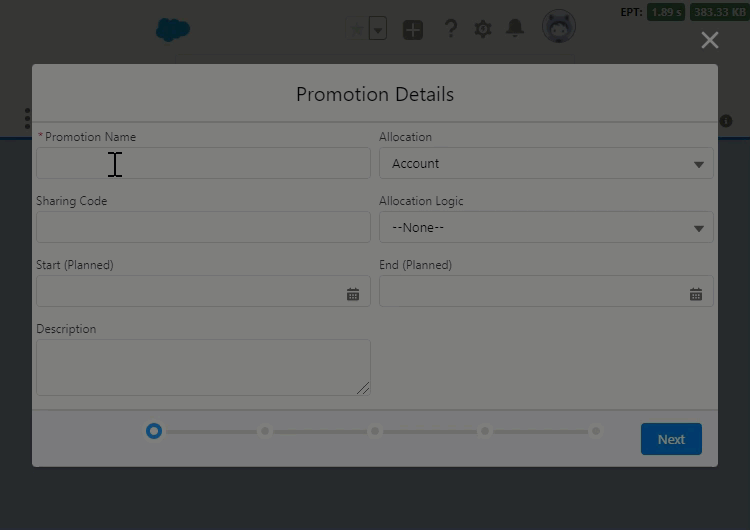 EPT: 1.89 s 383.33 KB
Promotion Details
*Promotion Name
Allocation
Account
Sharing Code
Allocation Logic
--None--
Start (Planned)
End (Planned)
Description
Next